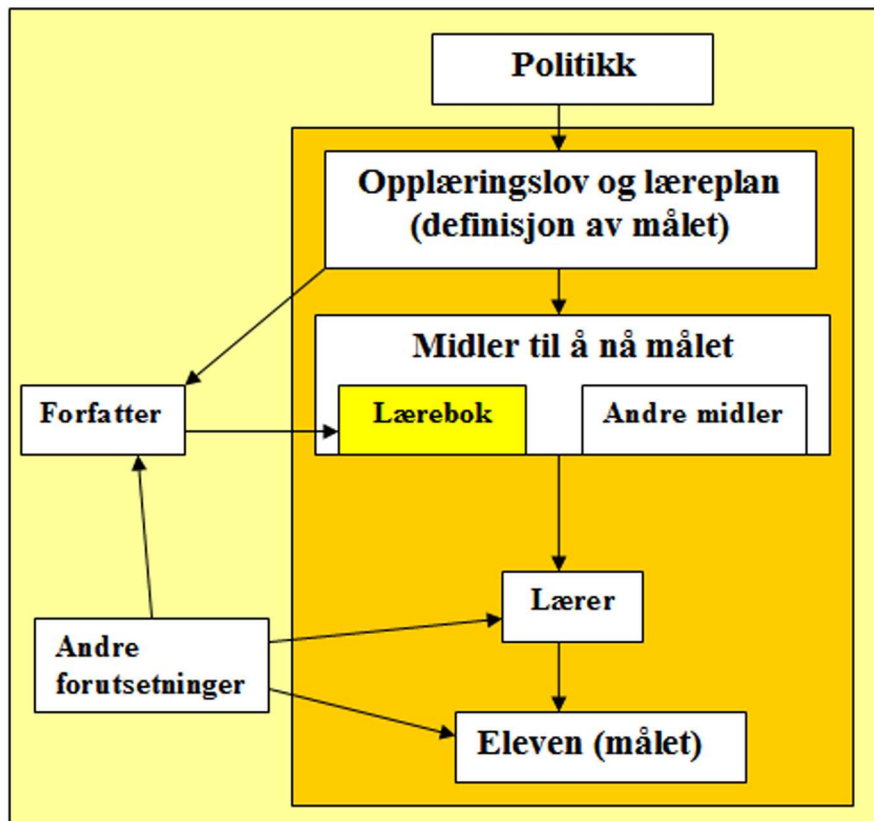 Politikk
Opplæringslov og læreplan
(definisjon av målet)
Midler til å nå målet
Forfatter
Lærebok
Andre midler
Lærer
Andre
forutsetninger
Eleven (målet)